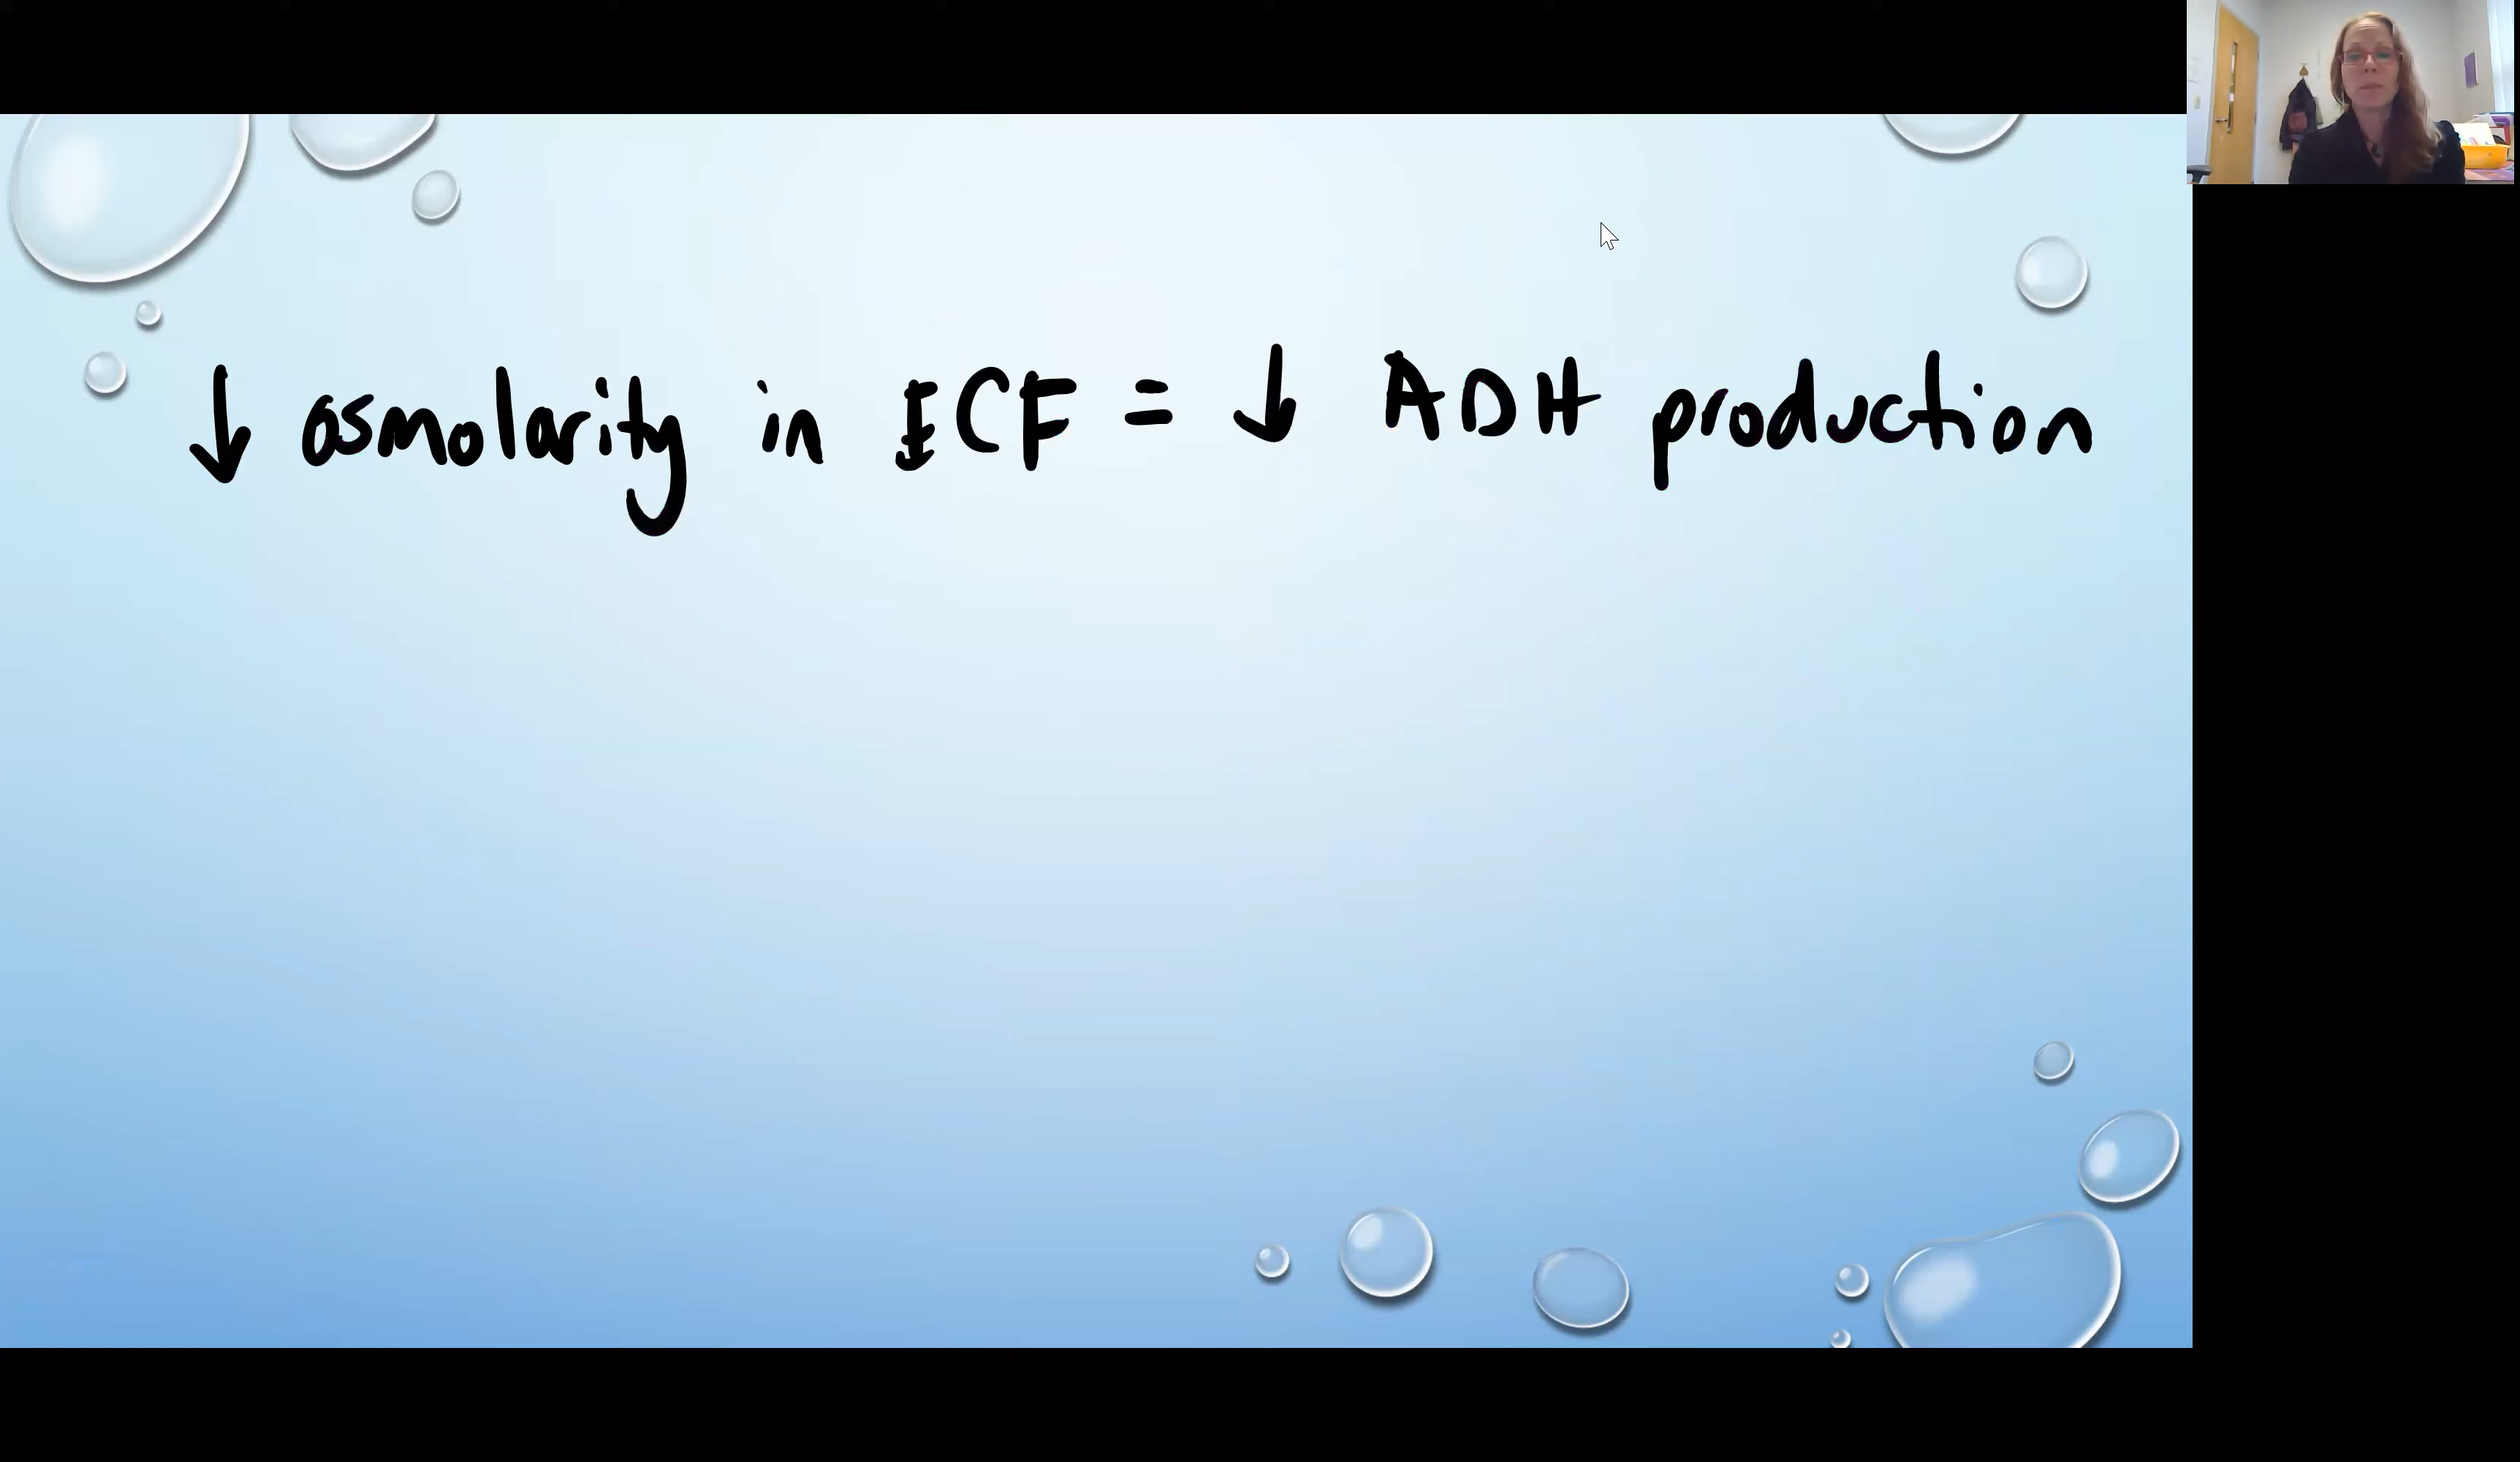 ↓ osmolarity in ECF = ↓ ADH production